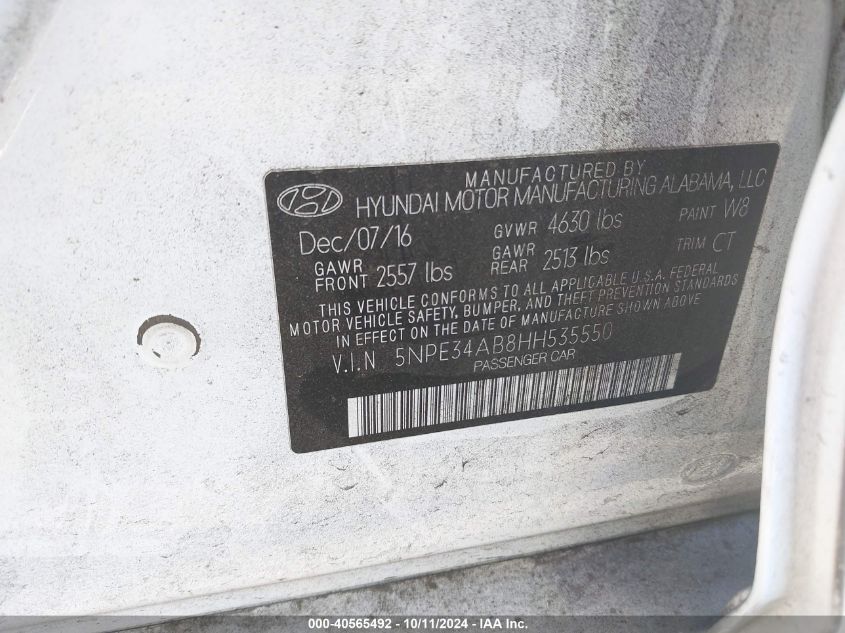 MANUFACTURED BY
HYUNDAI MOTOR MANUFACTURING ALABAMA, LLC
Dec/07/16 GVWR 4630 lbs PAINT W8
GAWR FRONT 2557 lbs GAWR REAR 2513 lbs TRIM CT
THIS VEHICLE CONFORMS TO ALL APPLICABLE U.S.A. FEDERAL
MOTOR VEHICLE SAFETY, BUMPER, AND THEFT PREVENTION STANDARDS
IN EFFECT ON THE DATE OF MANUFACTURE SHOWN ABOVE
V.I.N 5NPE34AB8HH535550
PASSENGER CAR
000-40565492 - 10/11/2024 - IAA Inc.